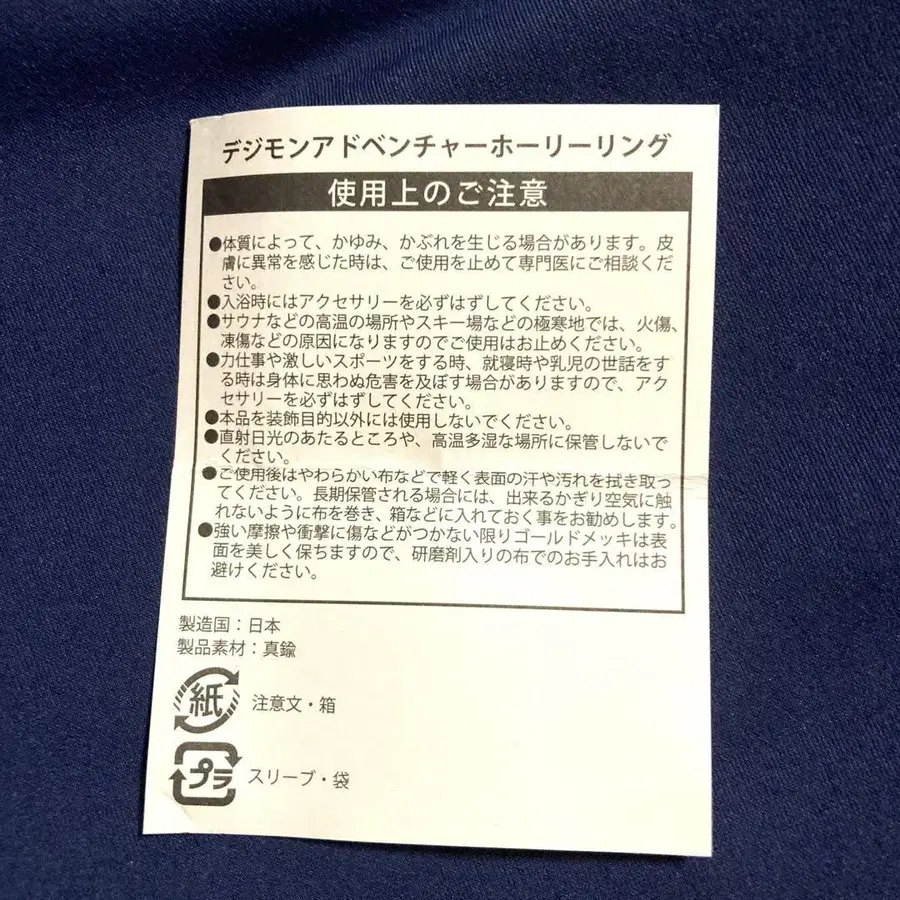 デジモンアドベンチャーホーリーリング
使用上のご注意
●体質によって、かゆみ、かぶれを生じる場合があります。皮
膚に異常を感じた時は、ご使用を止めて専門医にご相談くだ
さい。
●入浴時にはアクセサリーを必ずはずしてください。
●サウナなどの高温の場所やスキー場などの極寒地では、火傷、
凍傷などの原因になりますのでご使用はお止めください。
●力仕事や激しいスポーツをする時、就寝時や乳児の世話をす
る時は身体に思わぬ危害を及ぼす場合がありますので、アク
セサリーを必ずはずしてください。
●本品を装飾目的以外には使用しないでください。
●直射日光のあたるところや、高温多湿な場所に保管しないで
ください。
●ご使用後はやわらかい布などで軽く表面の汗や汚れを拭き取っ
てください。長期保管される場合には、出来るかぎり空気に触
れないように布を巻き、箱などに入れておく事をお勧めします。
●強い摩擦や衝撃に傷などがつかない限りゴールドメッキは表
面を美しく保ちますので、研磨剤入りの布でのお手入れはお
避けください。
製造国：日本
製品素材：真鍮
紙 注意文・箱
プラ スリーブ・袋